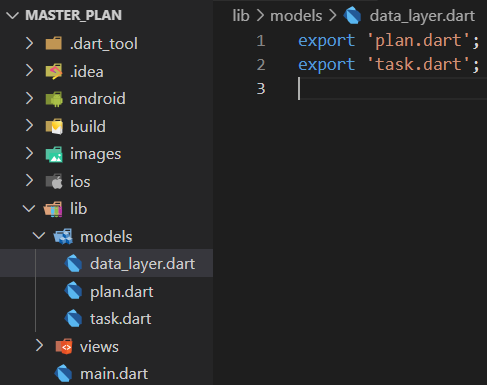 MASTER_PLAN
.dart_tool
.idea
android
build
images
ios
lib
models
data_layer.dart
plan.dart
task.dart
views
main.dart
lib > models > data_layer.dart
1 export 'plan.dart';
2 export 'task.dart';
3